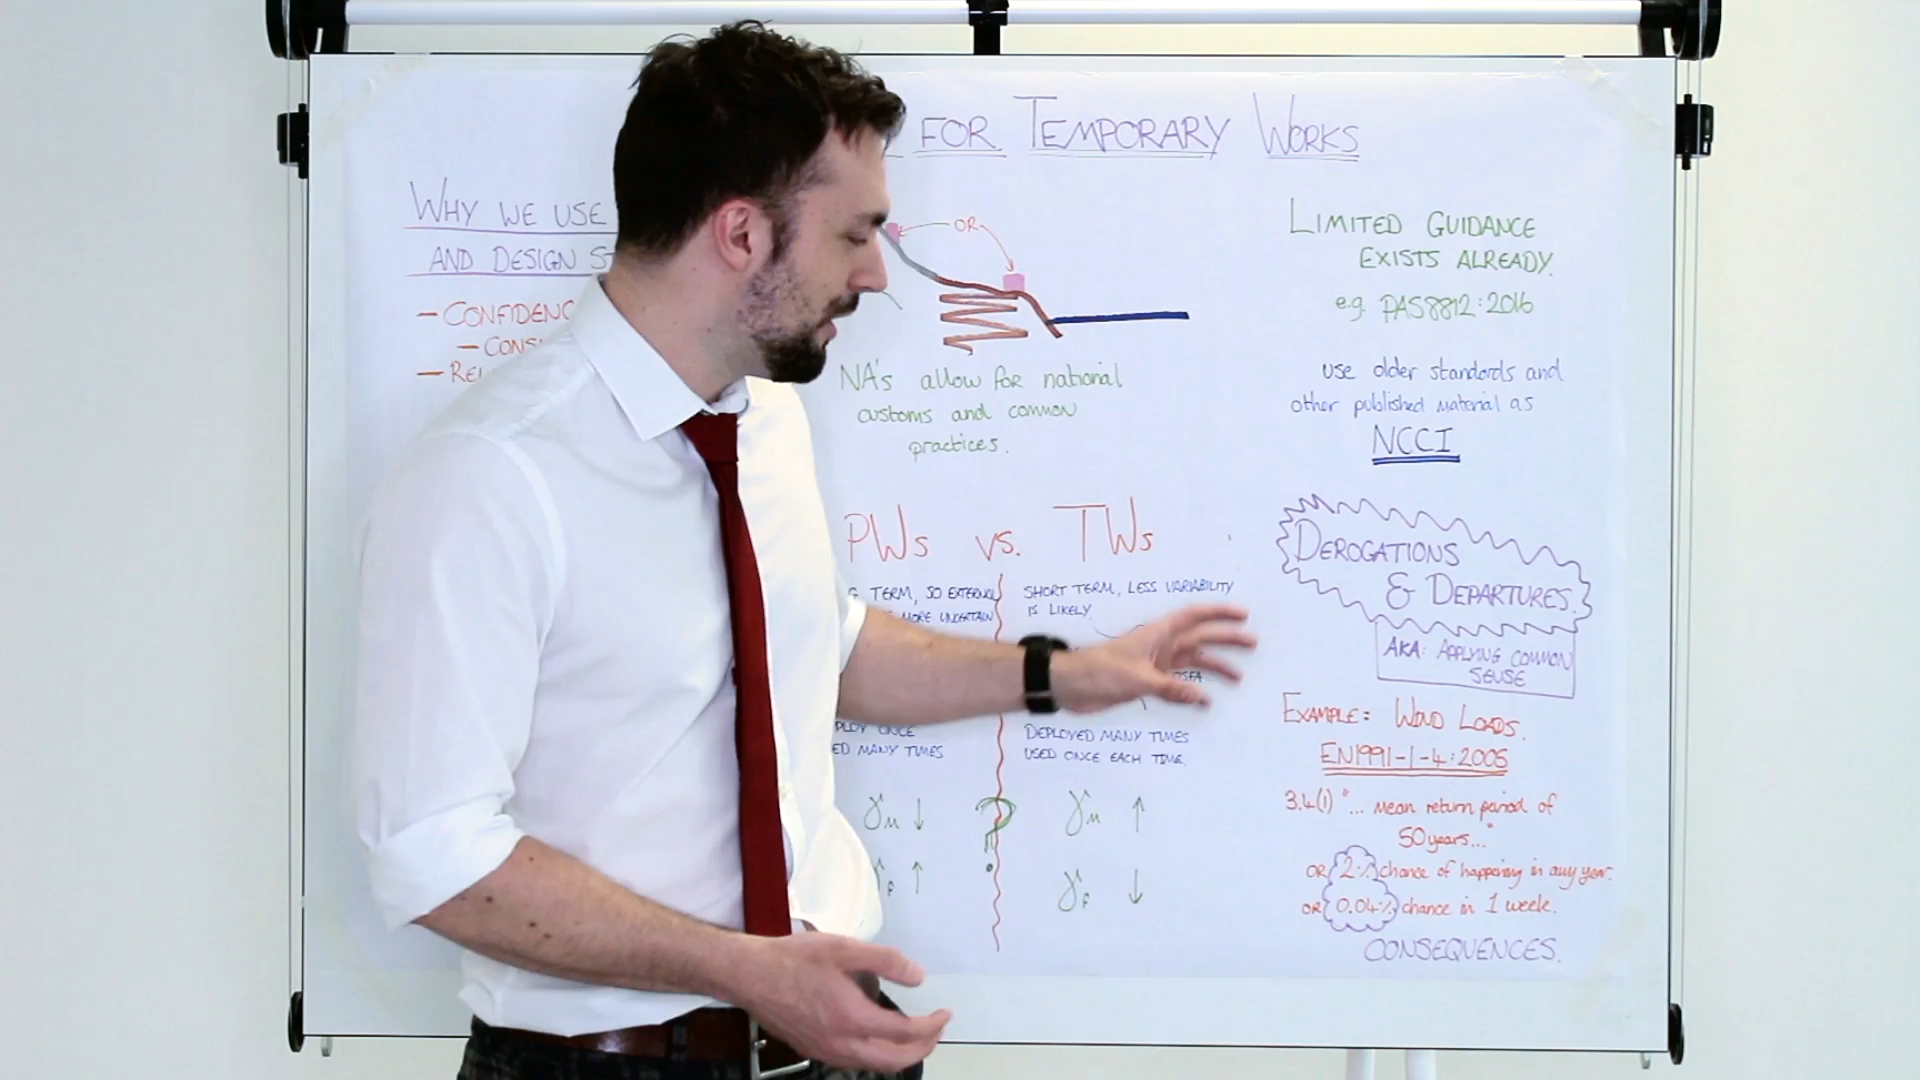 FOR TEMPORARY WORKS
WHY WE USE
AND DESIGN
- CONFIDENC
- CONS
- REL
OR
NA's allow for national
customs and common
practices.
PWs vs. TWs
G TERM, SO EXTERNAL
MORE UNCERTAIN
PLOY ONCE
ED MANY TIMES
γM ↓
γF ↑
?
SHORT TERM, LESS VARIABILITY
IS LIKELY
DEPLOYED MANY TIMES
USED ONCE EACH TIME.
γM ↑
γF ↓
LIMITED GUIDANCE
EXISTS ALREADY.
e.g. PAS8812:2016
use older standards and
other published material as
NCCI
DEROGATIONS
& DEPARTURES.
AKA: APPLYING COMMON
SENSE
EXAMPLE: WIND LOADS.
EN1991-1-4:2005
3.4(1) "... mean return period of
50 years..."
OR 2% chance of happening in any year.
OR 0.04% chance in 1 week.
CONSEQUENCES.